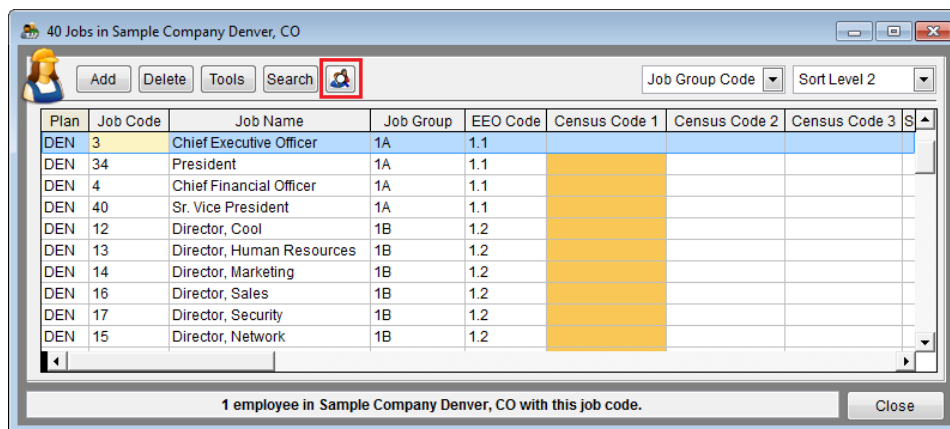 40 Jobs in Sample Company Denver, CO
Add Delete Tools Search Job Group Code Sort Level 2
Plan Job Code Job Name Job Group EEO Code Census Code 1 Census Code 2 Census Code 3 S
DEN 3 Chief Executive Officer 1A 1.1
DEN 34 President 1A 1.1
DEN 4 Chief Financial Officer 1A 1.1
DEN 40 Sr. Vice President 1A 1.1
DEN 12 Director, Cool 1B 1.2
DEN 13 Director, Human Resources 1B 1.2
DEN 14 Director, Marketing 1B 1.2
DEN 16 Director, Sales 1B 1.2
DEN 17 Director, Security 1B 1.2
DEN 15 Director, Network 1B 1.2
1 employee in Sample Company Denver, CO with this job code. Close